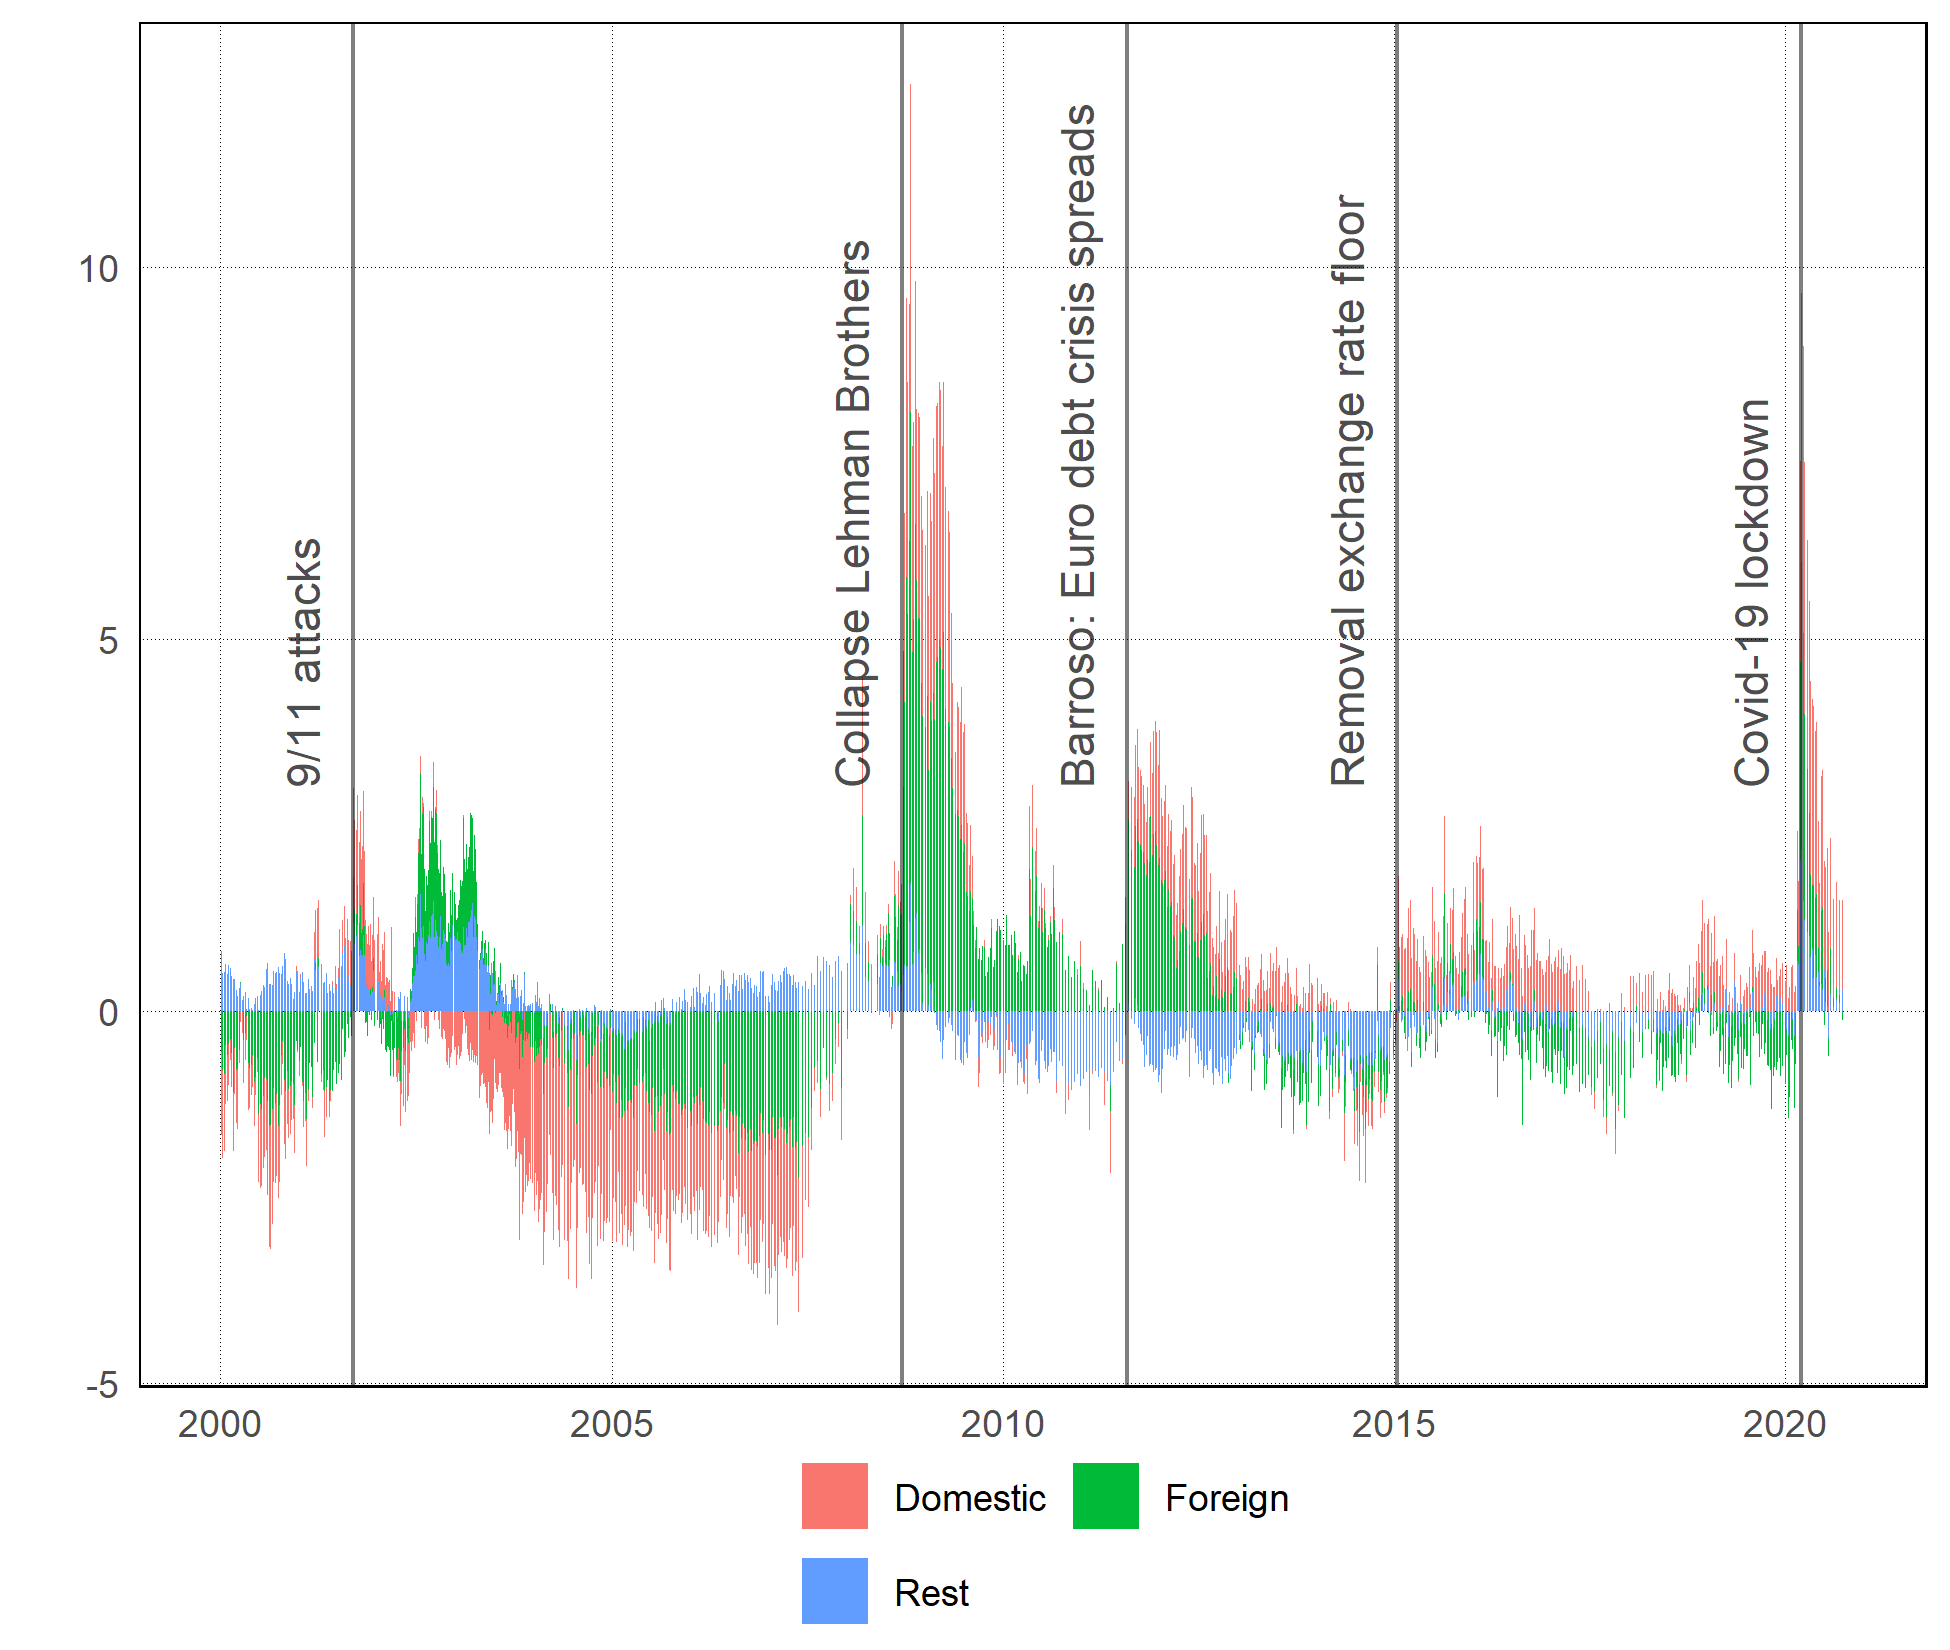 10
5
0
-5
9/11 attacks
Collapse Lehman Brothers
Barroso: Euro debt crisis spreads
Removal exchange rate floor
Covid-19 lockdown
2000
2005
2010
2015
2020
Domestic
Foreign
Rest